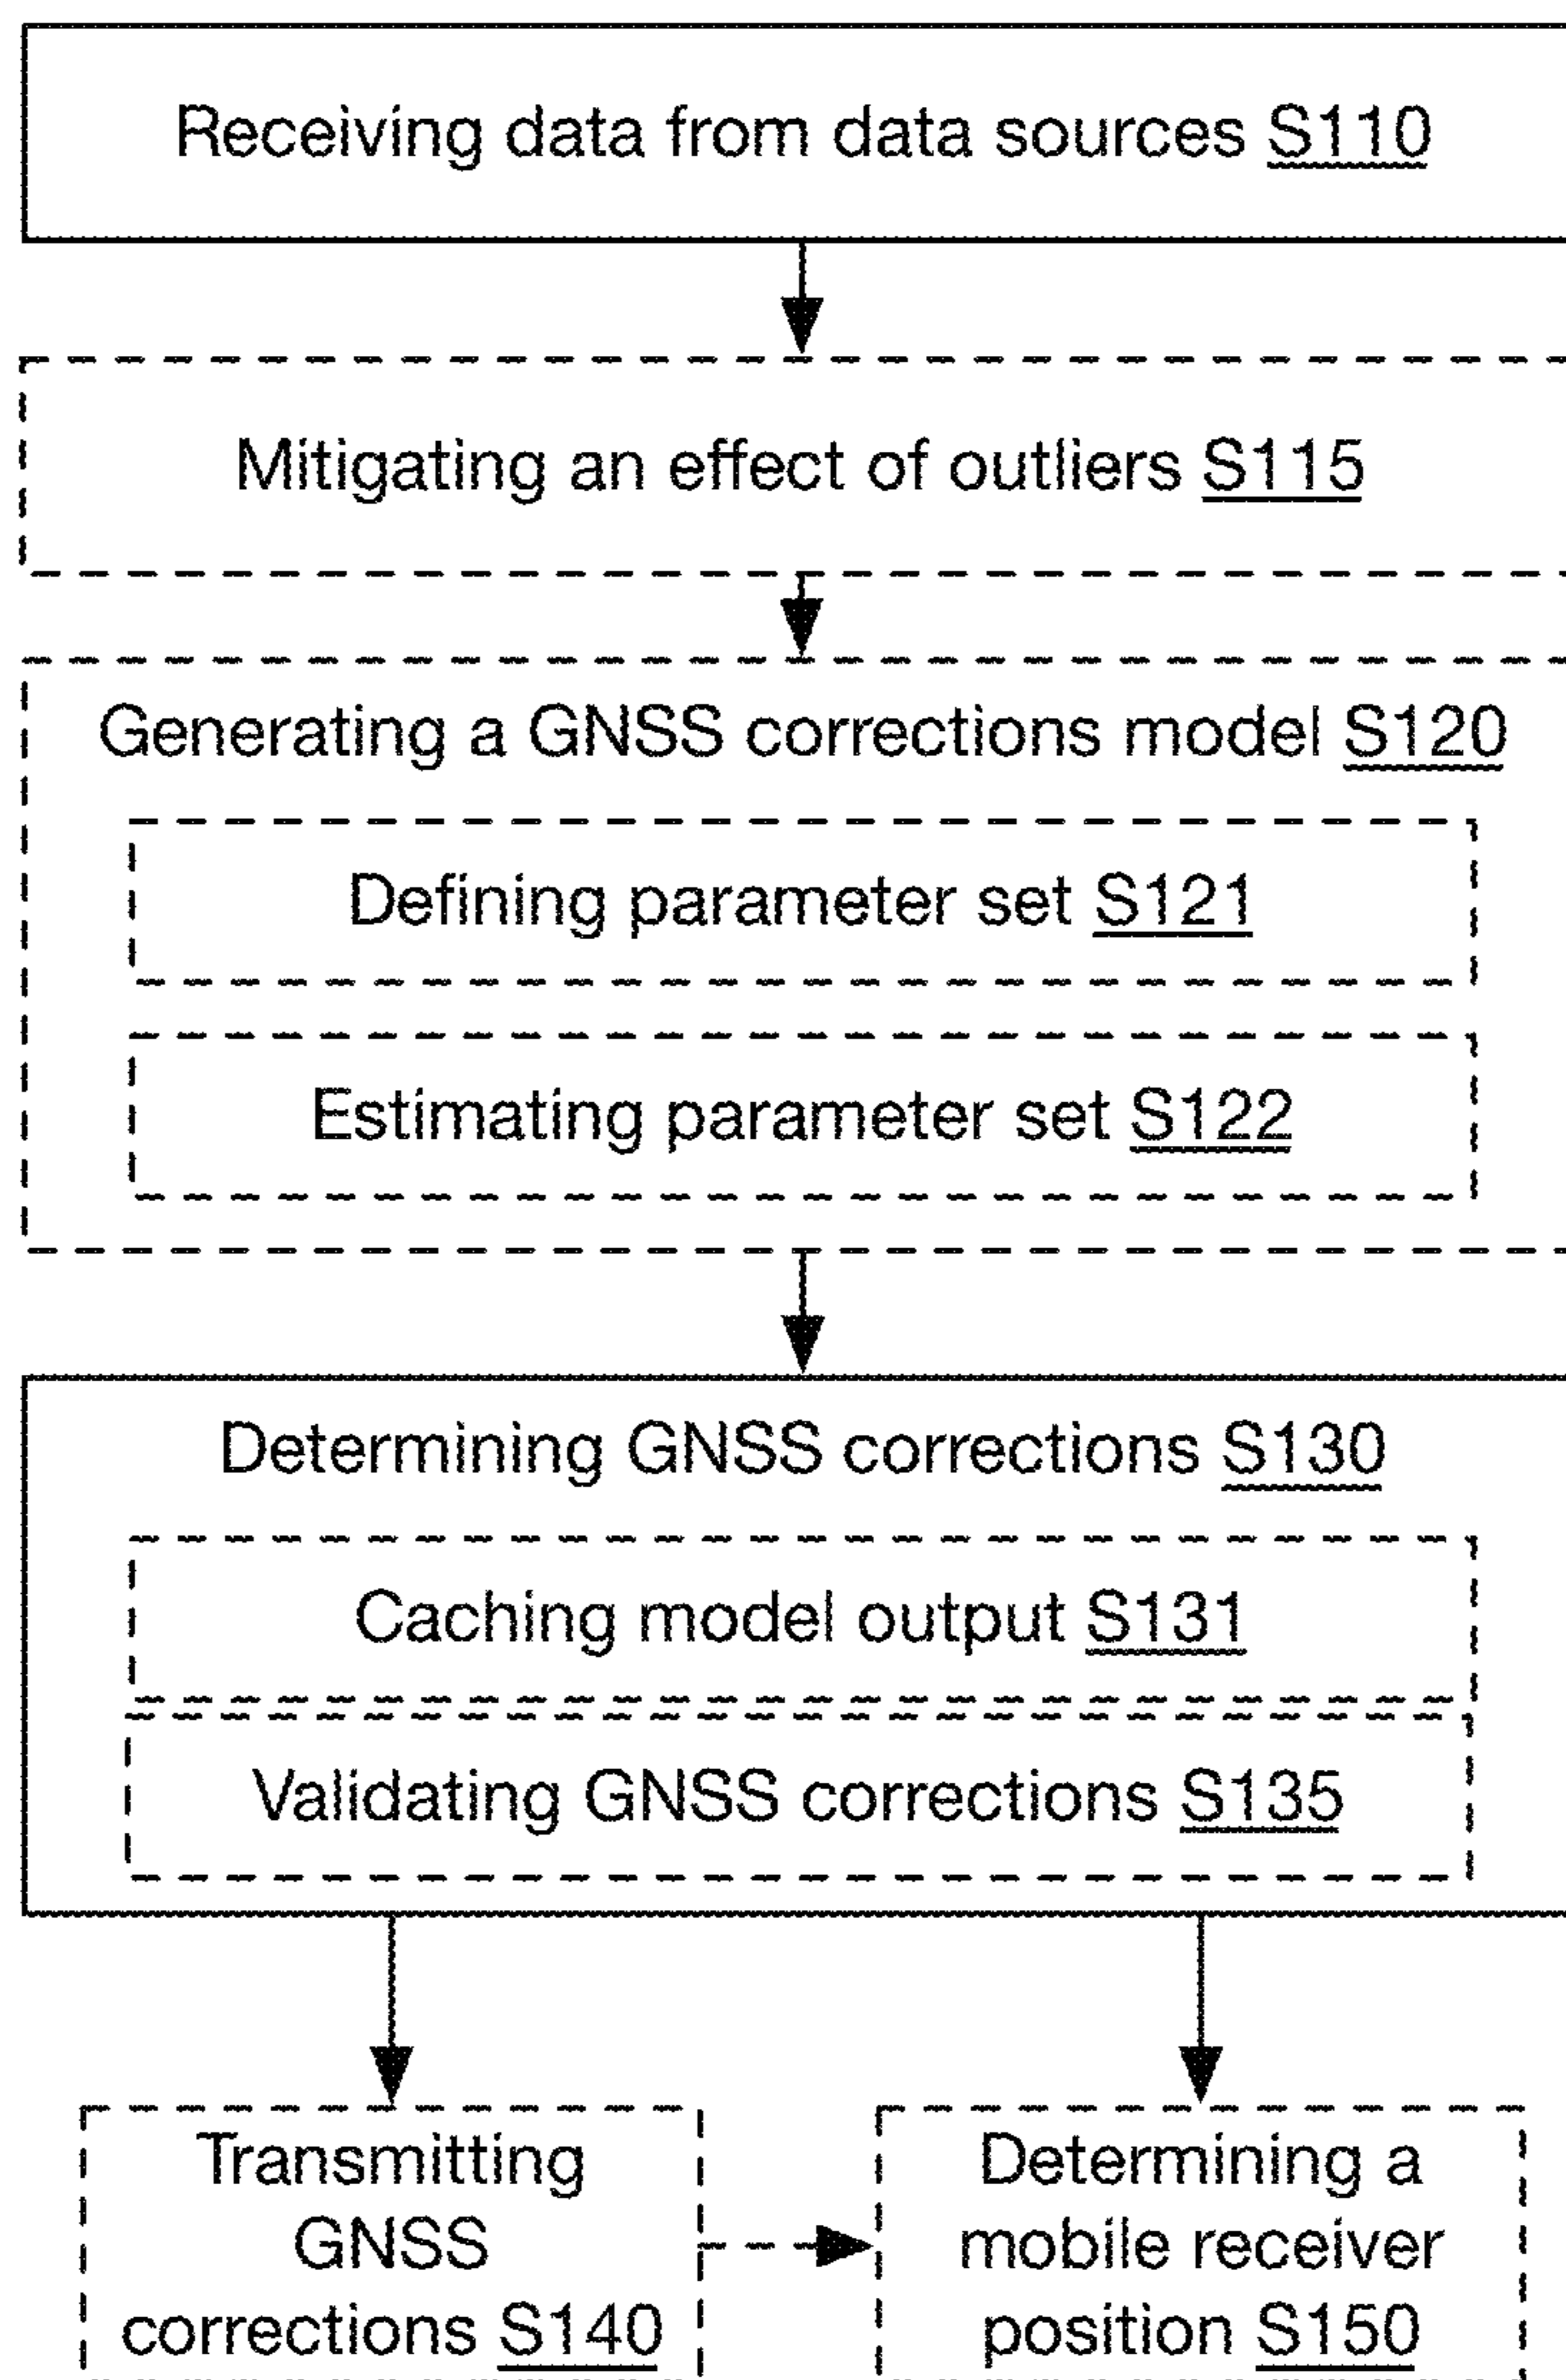 Receiving data from data sources S110
Mitigating an effect of outliers S115
Generating a GNSS corrections model S120
Defining parameter set S121
Estimating parameter set S122
Determining GNSS corrections S130
Caching model output S131
Validating GNSS corrections S135
Transmitting
GNSS
corrections S140
Determining a
mobile receiver
position S150